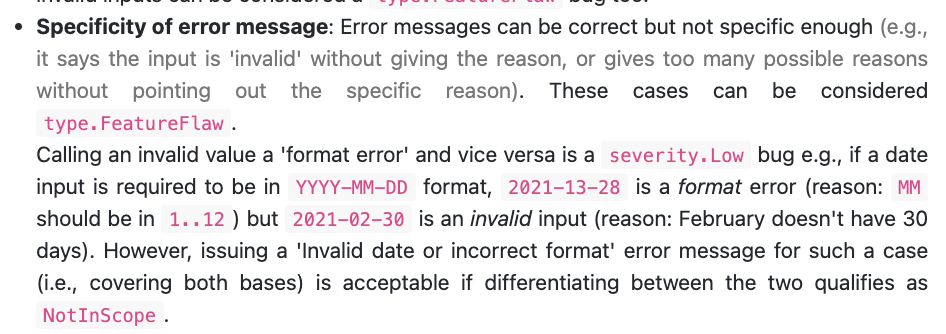 • Specificity of error message: Error messages can be correct but not specific enough (e.g.,
it says the input is 'invalid' without giving the reason, or gives too many possible reasons
without pointing out the specific reason). These cases can be considered
type.FeatureFlaw .
Calling an invalid value a 'format error' and vice versa is a severity.Low bug e.g., if a date
input is required to be in YYYY-MM-DD format, 2021-13-28 is a format error (reason: MM
should be in 1..12 ) but 2021-02-30 is an invalid input (reason: February doesn't have 30
days). However, issuing a 'Invalid date or incorrect format' error message for such a case
(i.e., covering both bases) is acceptable if differentiating between the two qualifies as
NotInScope .